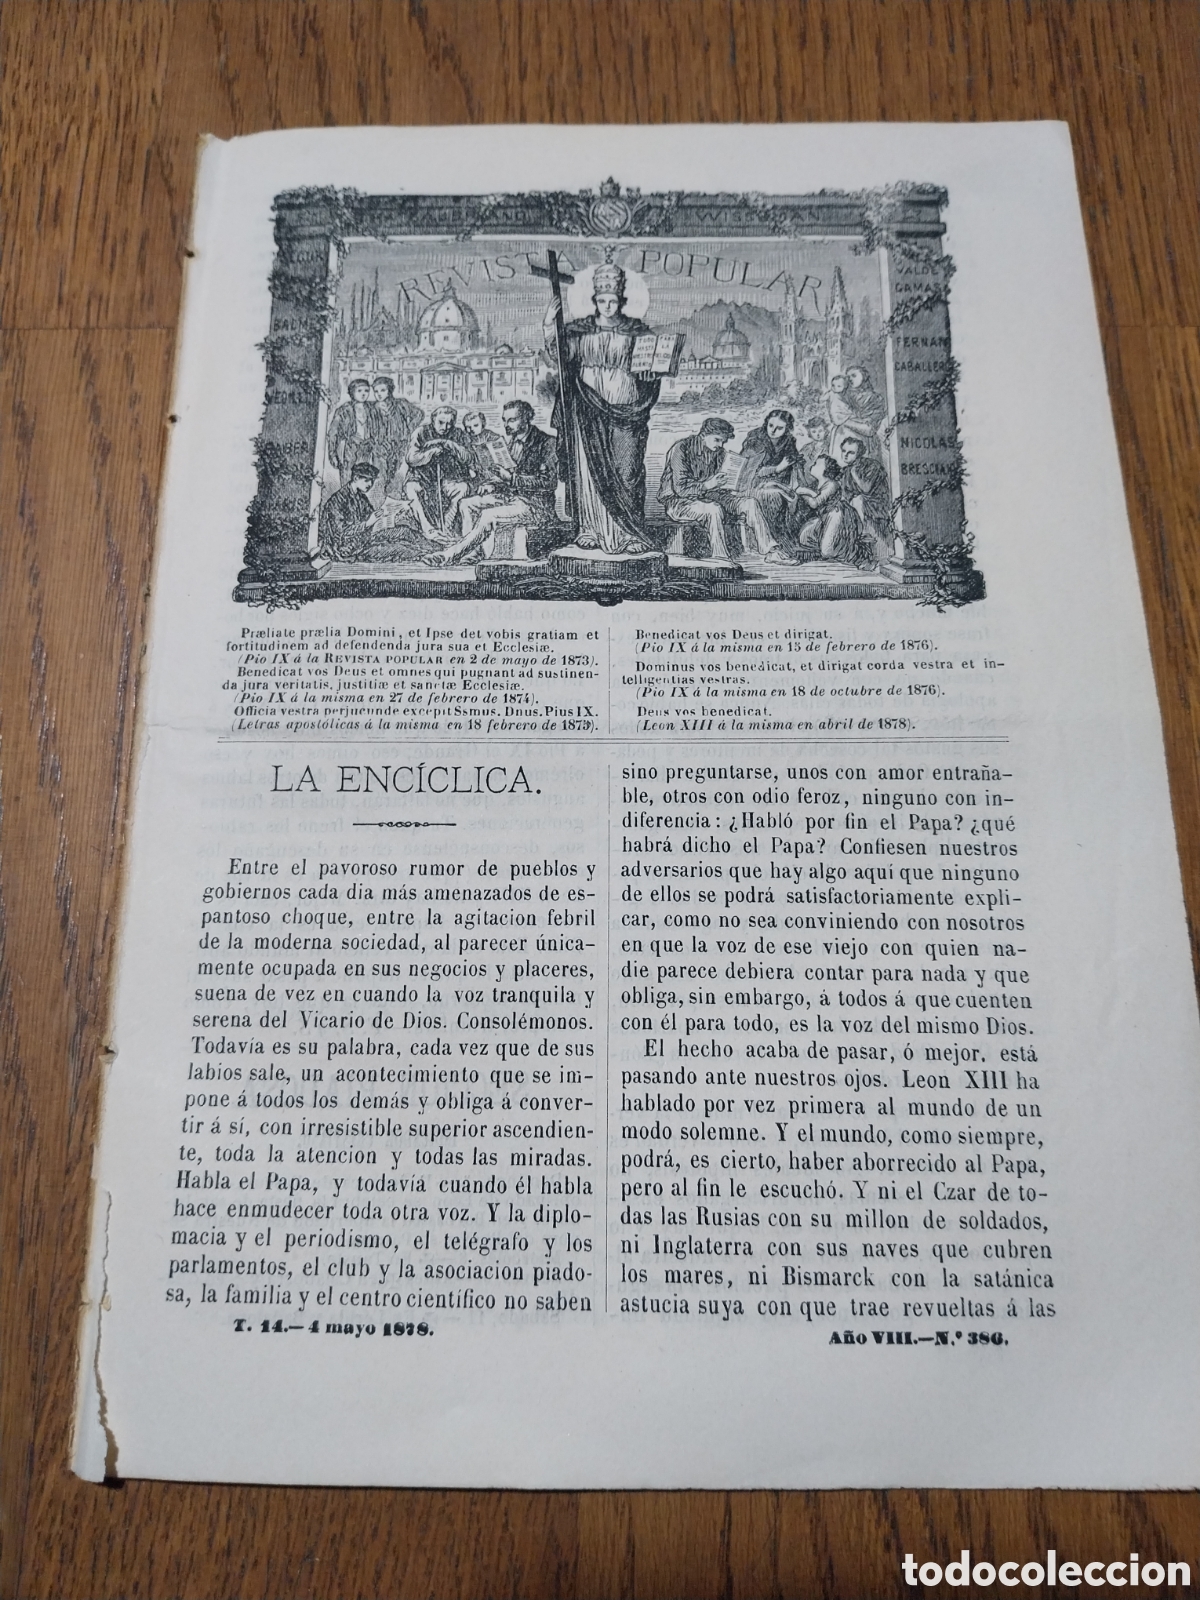 WISEMAN
REVISTA POPULAR
VALDE
GAMAS
FERNAN
CABALLER
NICOLAS
Præliate prælia Domini, et Ipse det vobis gratiam et
fortitudinem ad defendenda jura sua et Ecclesiæ.
(Pio IX á la REVISTA POPULAR en 2 de mayo de 1873).
Benedicat vos Deus et omnes qui pugnant ad sustinen-
da jura veritatis, justitiæ et sanctæ Ecclesiæ.
(Pio IX á la misma en 27 de febrero de 1874).
Officia vestra perjucunde excepit Ssmus. Dnus. Pius IX.
(Letras apostólicas á la misma en 18 febrero de 1875).
Benedicat vos Deus et dirigat.
(Pio IX á la misma en 15 de febrero de 1876).
Dominus vos benedicat, et dirigat corda vestra et in-
telligentias vestras.
(Pio IX á la misma en 18 de octubre de 1876).
Deus vos benedicat.
(Leon XIII á la misma en abril de 1878).
LA ENCÍCLICA.
Entre el pavoroso rumor de pueblos y
gobiernos cada dia más amenazados de es-
pantoso choque, entre la agitacion febril
de la moderna sociedad, al parecer única-
mente ocupada en sus negocios y placeres,
suena de vez en cuando la voz tranquila y
serena del Vicario de Dios. Consolémonos.
Todavía es su palabra, cada vez que de sus
labios sale, un acontecimiento que se im-
pone á todos los demás y obliga á conver-
tir á sí, con irresistible superior ascendien-
te, toda la atencion y todas las miradas.
Habla el Papa, y todavía cuando él habla
hace enmudecer toda otra voz. Y la diplo-
macia y el periodismo, el telégrafo y los
parlamentos, el club y la asociacion piado-
sa, la familia y el centro científico no saben
sino preguntarse, unos con amor entraña-
ble, otros con odio feroz, ninguno con in-
diferencia: ¿Habló por fin el Papa? ¿qué
habrá dicho el Papa? Confiesen nuestros
adversarios que hay algo aquí que ninguno
de ellos se podrá satisfactoriamente expli-
car, como no sea conviniendo con nosotros
en que la voz de ese viejo con quien na-
die parece debiera contar para nada y que
obliga, sin embargo, á todos á que cuenten
con él para todo, es la voz del mismo Dios.
El hecho acaba de pasar, ó mejor, está
pasando ante nuestros ojos. Leon XIII ha
hablado por vez primera al mundo de un
modo solemne. Y el mundo, como siempre,
podrá, es cierto, haber aborrecido al Papa,
pero al fin le escuchó. Y ni el Czar de to-
das las Rusias con su millon de soldados,
ni Inglaterra con sus naves que cubren
los mares, ni Bismarck con la satánica
astucia suya con que trae revueltas á las
T. 14.—4 mayo 1878.
Año VIII.—N.º 386.
todocoleccion